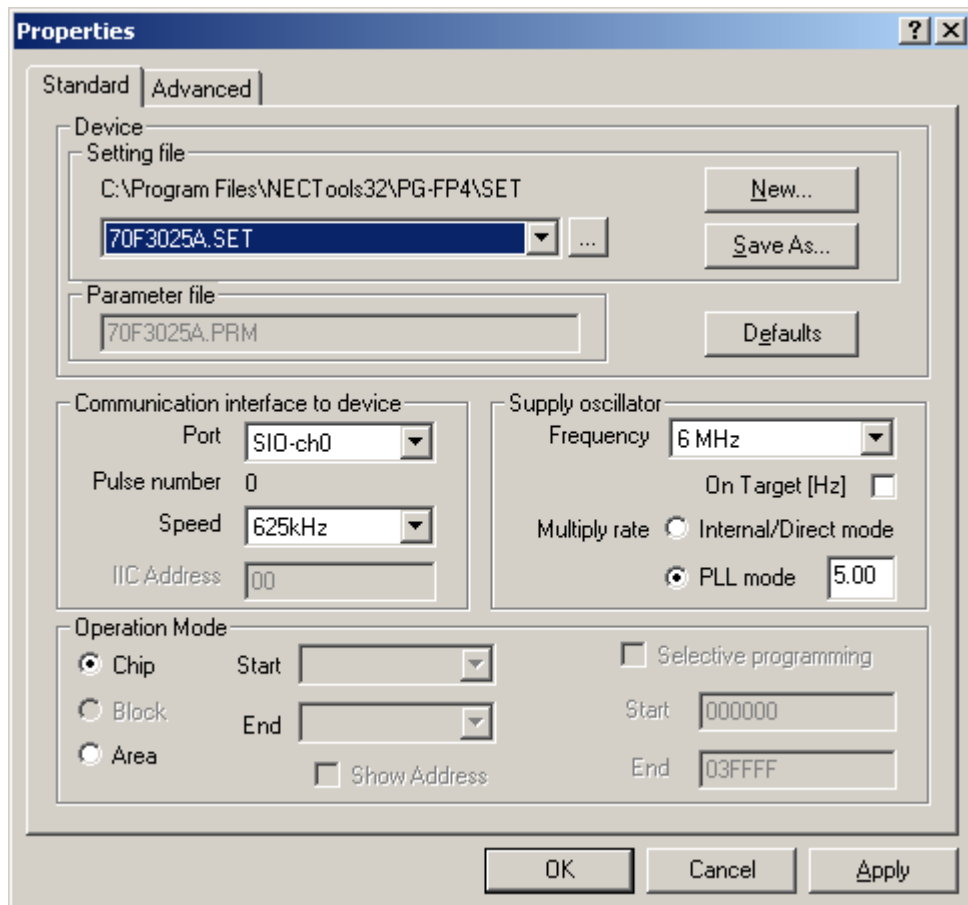 Properties
Standard Advanced
Device
Setting file
C:\Program Files\NECTools32\PG-FP4\SET
New...
70F3025A.SET ...
Save As...
Parameter file
70F3025A.PRM
Defaults
Communication interface to device
Port SIO-ch0
Pulse number 0
Speed 625kHz
IIC Address 00
Supply oscillator
Frequency 6 MHz
On Target [Hz]
Multiply rate Internal/Direct mode
PLL mode 5.00
Operation Mode
Chip Start Selective programming
Block End Start 000000
Area Show Address End 03FFFF
OK Cancel Apply